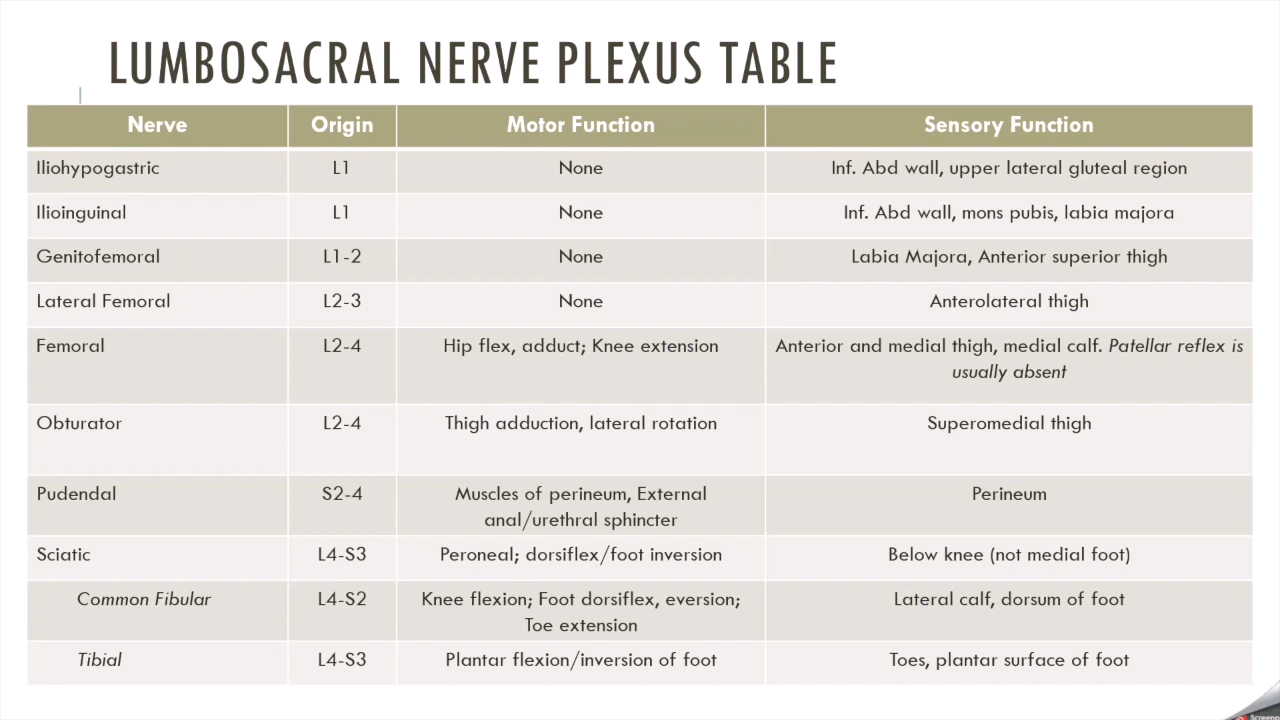 LUMBOSACRAL NERVE PLEXUS TABLE
Nerve Origin Motor Function Sensory Function
Iliohypogastric L1 None Inf. Abd wall, upper lateral gluteal region
Ilioinguinal L1 None Inf. Abd wall, mons pubis, labia majora
Genitofemoral L1-2 None Labia Majora, Anterior superior thigh
Lateral Femoral L2-3 None Anterolateral thigh
Femoral L2-4 Hip flex, adduct; Knee extension Anterior and medial thigh, medial calf. Patellar reflex is
usually absent
Obturator L2-4 Thigh adduction, lateral rotation Superomedial thigh
Pudendal S2-4 Muscles of perineum, External Perineum
anal/urethral sphincter
Sciatic L4-S3 Peroneal; dorsiflex/foot inversion Below knee (not medial foot)
Common Fibular L4-S2 Knee flexion; Foot dorsiflex, eversion; Lateral calf, dorsum of foot
Toe extension
Tibial L4-S3 Plantar flexion/inversion of foot Toes, plantar surface of foot